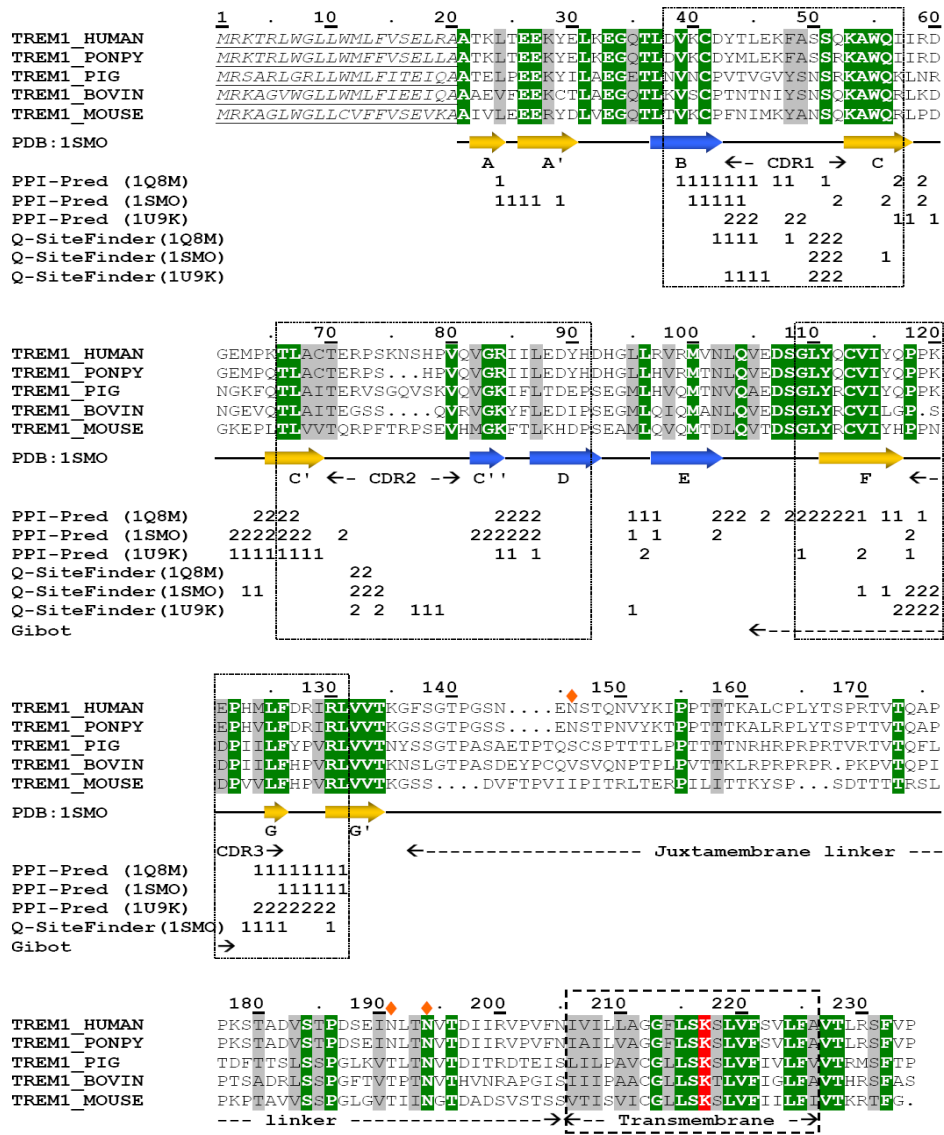 1 . 10 . 20 . 30 . 40 . 50 . 60
TREM1_HUMAN MRKTRLWGLLWMLFVSELRAATKLTEEKYELKEGQTLDVKCDYTLEKFASSQKAWQIIRD
TREM1_PONPY MRKTRLWGLLWMFFVSELLAATKLTEEKYELKEGQTLDVKCDYMLEKFASSQKAWQIIRD
TREM1_PIG MRSARLGRLLWMLFITEIQAATELPEEKYILAEGETLNVNCPVTVGVYSNSRKAWQKLNR
TREM1_BOVIN MRKAGVWGLLWMLFIEEIQAAAEVFEEKCTLAEGQTLKVSCPTNTNIYSNSQKAWQRLKD
TREM1_MOUSE MRKAGLWGLLCVFFVSEVKAAIVLEEERYDLVEGQTLTVKCPFNIMKYANSQKAWQRLPD
PDB:1SMO
A A' B ←- CDR1 -→ C
PPI-Pred (1Q8M) 1 1111111 11 1 2 2
PPI-Pred (1SMO) 1111 1 11111 2 2 2
PPI-Pred (1U9K) 222 22 11 1
Q-SiteFinder(1Q8M) 1111 1 222
Q-SiteFinder(1SMO) 222 1
Q-SiteFinder(1U9K) 1111 222
. 70 . 80 . 90 . 100 . 110 . 120
TREM1_HUMAN GEMPKTLACTERPSKNSHPVQVGRIILEDYHDHGLLRVRMVNLQVEDSGLYQCVIYQPPK
TREM1_PONPY GEMPQTLACTERPS...HPVQVGRIILEDYHDHGLLHVRMTNLQVEDSGLYQCVIYQPPK
TREM1_PIG NGKFQTLAITERVSGQVSKVQVGKIFLTDEPSEGMLHVQMTNVQAEDSGLYRCVIYQPPK
TREM1_BOVIN NGEVQTLAITEGSS....QVRVGKYFLEDIPSEGMLQIQMANLQVEDSGLYRCVILGP.S
TREM1_MOUSE GKEPLTLVVTQRPFTRPSEVHMGKFTLKHDPSEAMLQVQMTDLQVTDSGLYRCVIYHPPN
PDB:1SMO
C' ←- CDR2 -→ C'' D E F ←-
PPI-Pred (1Q8M) 2222 2222 111 222 2 2222221 11 1
PPI-Pred (1SMO) 2222222 2 222222 1 1 2 2
PPI-Pred (1U9K) 11111111 11 1 2 1 2 1
Q-SiteFinder(1Q8M) 22
Q-SiteFinder(1SMO) 11 222 1 1 222
Q-SiteFinder(1U9K) 2 2 111 1 2222
Gibot ←----------------
. 130 . 140 . 150 . 160 . 170 .
TREM1_HUMAN EPHMLFDRIRLVVTKGFSGTPGSN....ENSTQNVYKIPPTTTKALCPLYTSPRTVTQAP
TREM1_PONPY EPHVLFDRIRLVVTKGSSGTPGSN....ENSTQNVYKTPPTTTKALRPLYTSPRTVTQAP
TREM1_PIG DPIILFYPVRLVVTNYSSGTPASAETPTQSCSPTTTLPPTTTTNRHRPRPRTVRTVTQFL
TREM1_BOVIN DPIILFHPVRLVVTKNSLGTPASDEYPCQVSVQNPTPLPVTTKLRPRPRPR.PKPVTQPI
TREM1_MOUSE DPVVLFHPVRLVVTKGSS....DVFTPVIIPITRLTERPILITTKYSP...SDTTTTRSL
PDB:1SMO
G G'
CDR3 -→ ←------------------ Juxtamembrane linker ------
PPI-Pred (1Q8M) 11111111
PPI-Pred (1SMO) 111111
PPI-Pred (1U9K) 2222222
Q-SiteFinder(1SMO) 1111 1
Gibot -→
180 . 190 . 200 . 210 . 220 . 230
TREM1_HUMAN PKSTADVSTPDSEINLTNVTDIIRVPVFNIVILLAGGFLSKSLVFSVLFAVTLRSFVP
TREM1_PONPY PKSTADVSTPDSEINLTNVTDIIRVPVFNIAILVAGGFLSKSLVFSVLFAVTLRSFVP
TREM1_PIG TDFTTSLSSPGLKVTLTNVTDITRDTEISLIVPAVCGLLSKSLVFIVLFVVTRMSFTP
TREM1_BOVIN PTSADRLSSPGFTVTPTNVTHVNRAPGISIIIPAACGLLSKTLVFIGLFAVTHRSFAS
TREM1_MOUSE PKPTAVVSSPGLGVTIINGTDADSVSTSSVTISVICGLLSKSLVFIILFIVTKRTFG.
---- linker -------→ ←--- Transmembrane ---→